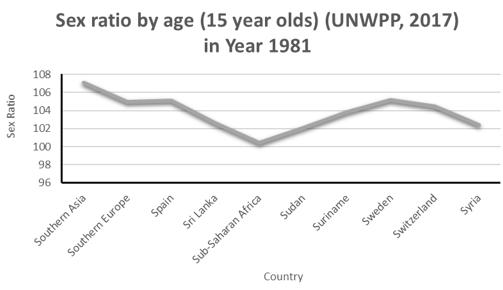 Sex ratio by age (15 year olds) (UNWPP, 2017)
in Year 1981
108
106
104
102
100
98
96
Sex Ratio
Southern Asia
Southern Europe
Spain
Sri Lanka
Sub-Saharan Africa
Sudan
Suriname
Sweden
Switzerland
Syria
Country